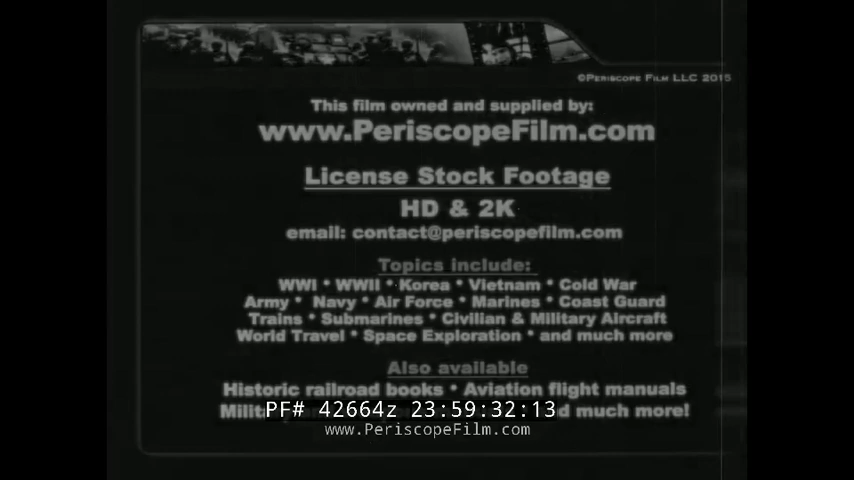 ©Periscope Film LLC 2015
This film owned and supplied by:
www.PeriscopeFilm.com
License Stock Footage
HD & 2K
email: contact@periscopefilm.com
Topics include:
WWI * WWII * Korea * Vietnam * Cold War
Army * Navy * Air Force * Marines * Coast Guard
Trains * Submarines * Civilian & Military Aircraft
World Travel * Space Exploration * and much more
Also available
Historic railroad books * Aviation flight manuals
much more!
PF# 42664z 23:59:32:13
www.PeriscopeFilm.com